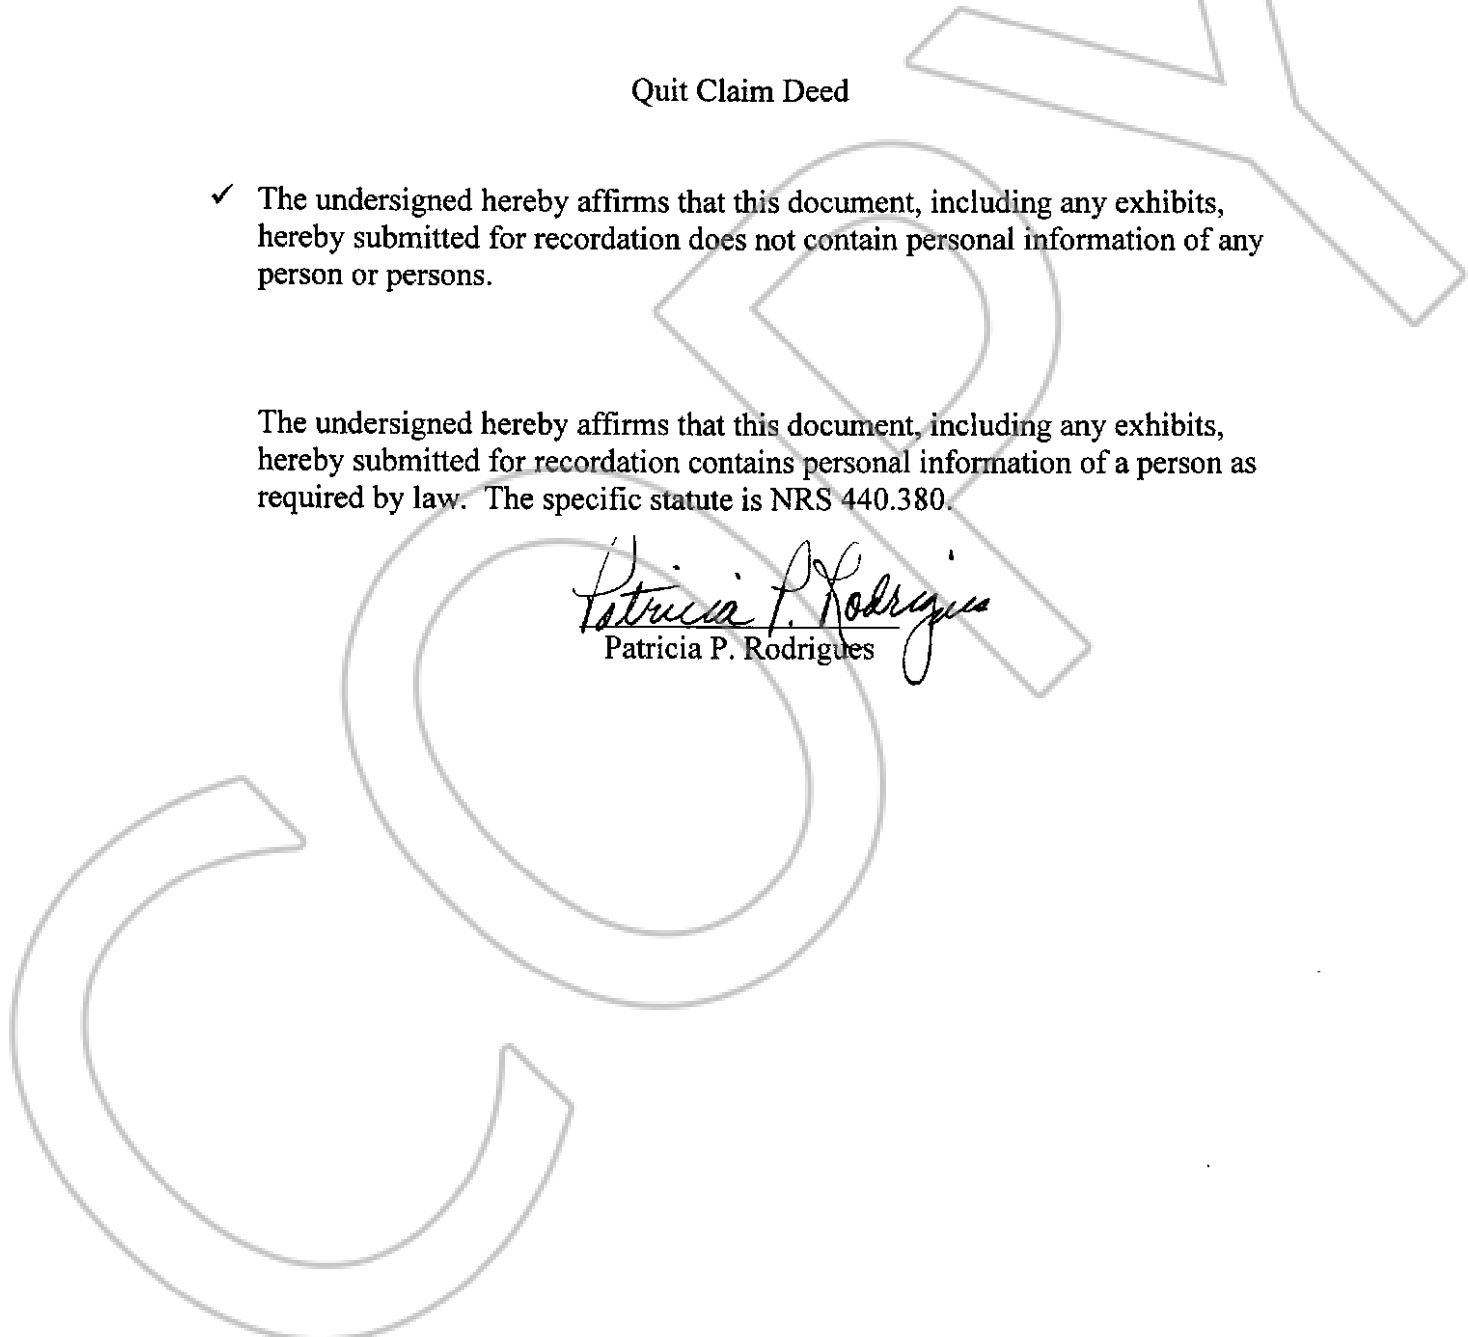 Quit Claim Deed
✓ The undersigned hereby affirms that this document, including any exhibits,
hereby submitted for recordation does not contain personal information of any
person or persons.
The undersigned hereby affirms that this document, including any exhibits,
hereby submitted for recordation contains personal information of a person as
required by law. The specific statute is NRS 440.380.
Patricia P. Rodrigues
Patricia P. Rodrigues
COPY